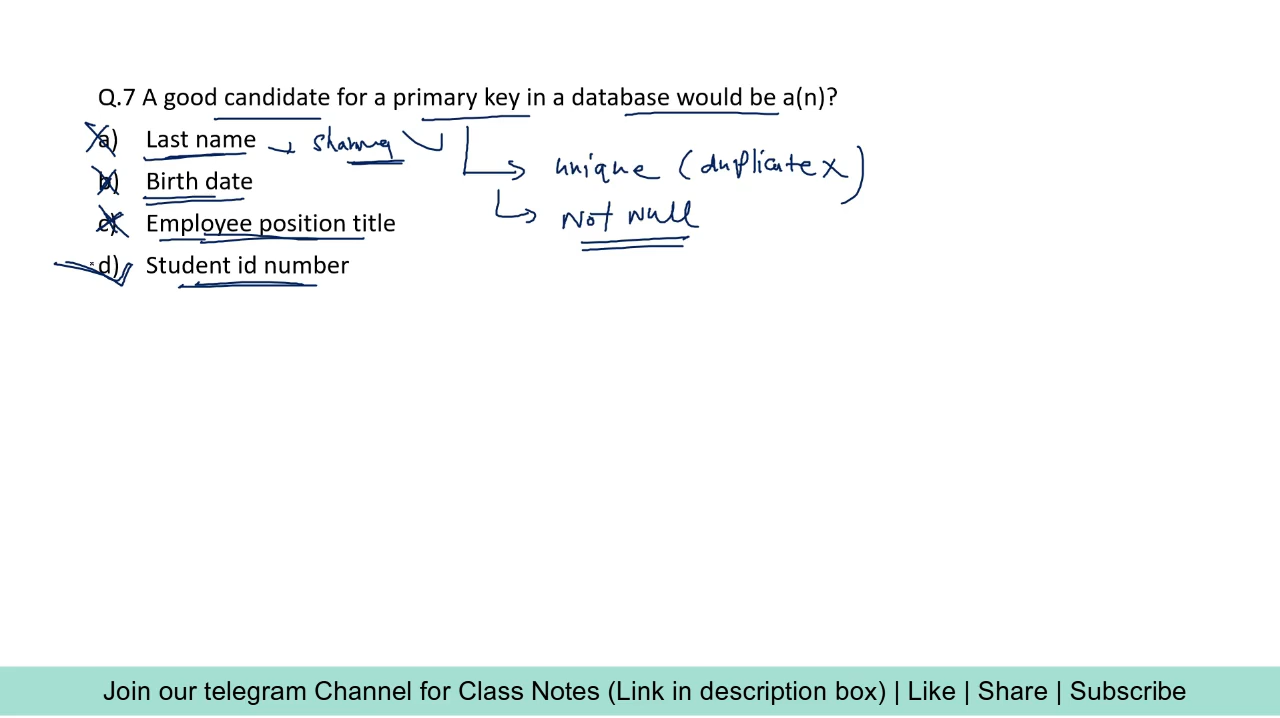 Q.7 A good candidate for a primary key in a database would be a(n)?
a) Last name → sharma
b) Birth date
c) Employee position title
d) Student id number
unique (duplicate x)
Not null
Join our telegram Channel for Class Notes (Link in description box) | Like | Share | Subscribe